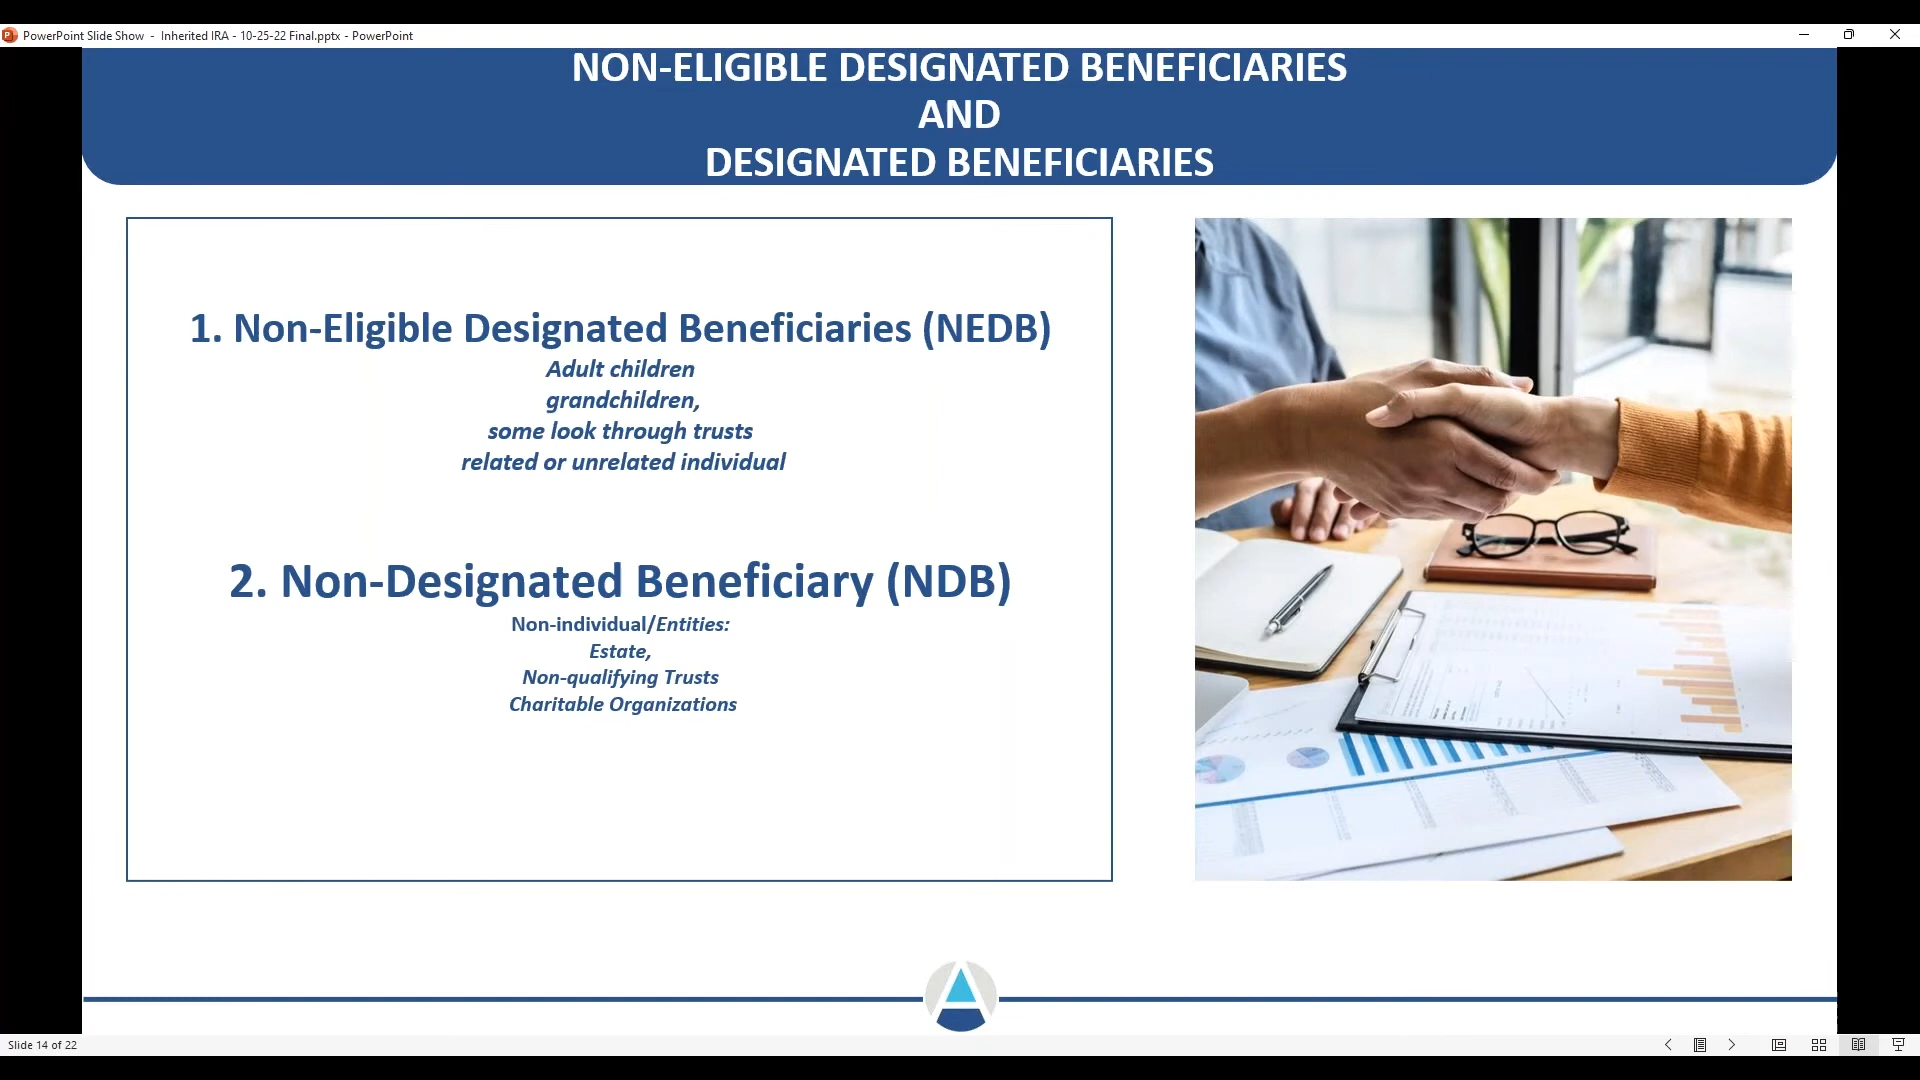 PowerPoint Slide Show - Inherited IRA - 10-25-22 Final.pptx - PowerPoint
NON-ELIGIBLE DESIGNATED BENEFICIARIES
AND
DESIGNATED BENEFICIARIES
1. Non-Eligible Designated Beneficiaries (NEDB)
Adult children
grandchildren,
some look through trusts
related or unrelated individual
2. Non-Designated Beneficiary (NDB)
Non-individual/Entities:
Estate,
Non-qualifying Trusts
Charitable Organizations
Slide 14 of 22